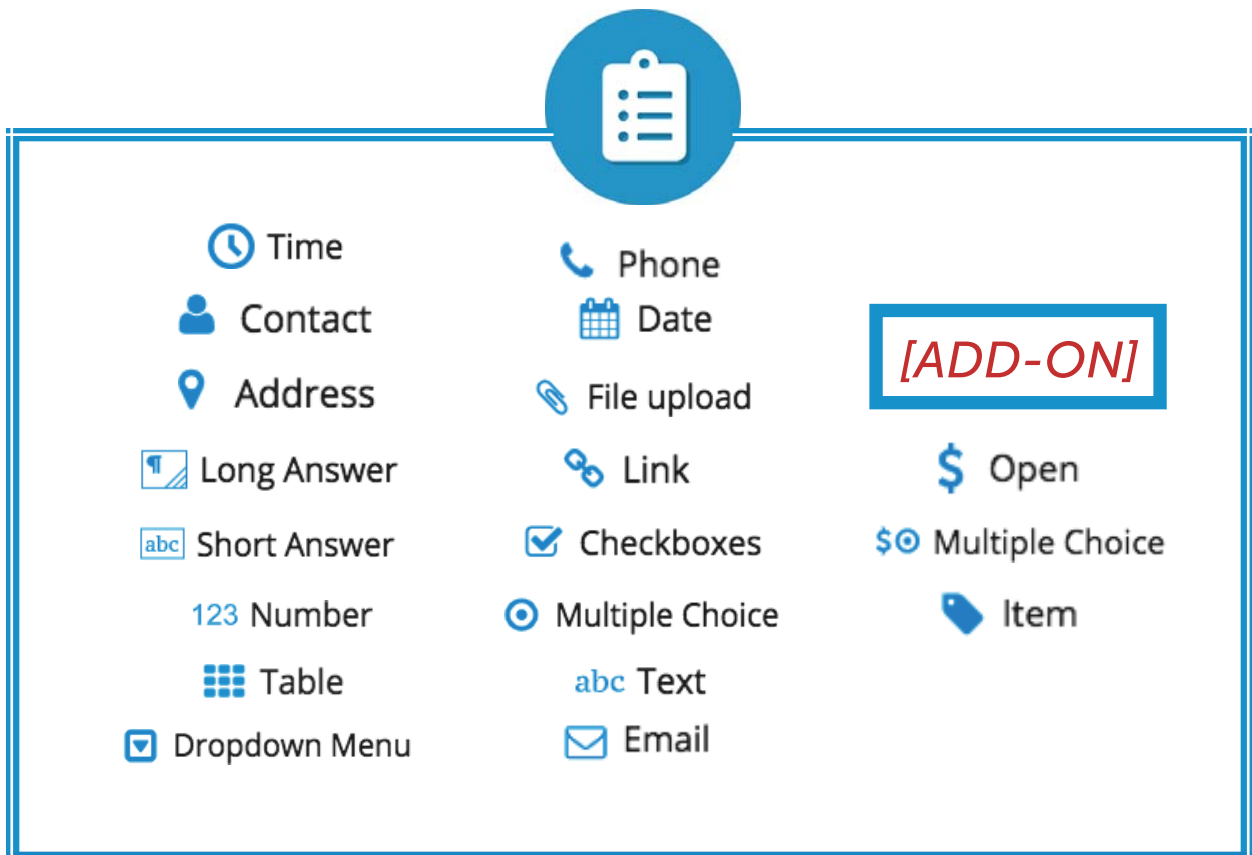 Time
Contact
Address
¶ Long Answer
abc Short Answer
123 Number
Table
Dropdown Menu
Phone
Date
File upload
Link
Checkboxes
Multiple Choice
abc Text
Email
[ADD-ON]
$ Open
$ Multiple Choice
Item